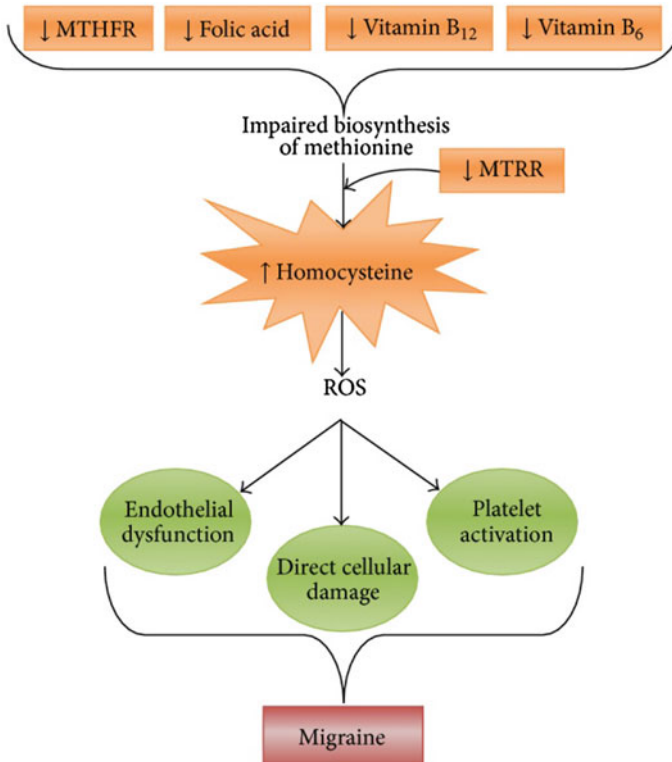 ↓ MTHFR
↓ Folic acid
↓ Vitamin B₁₂
↓ Vitamin B₆
Impaired biosynthesis
of methionine
↓ MTRR
↑ Homocysteine
ROS
Endothelial
dysfunction
Direct cellular
damage
Platelet
activation
Migraine